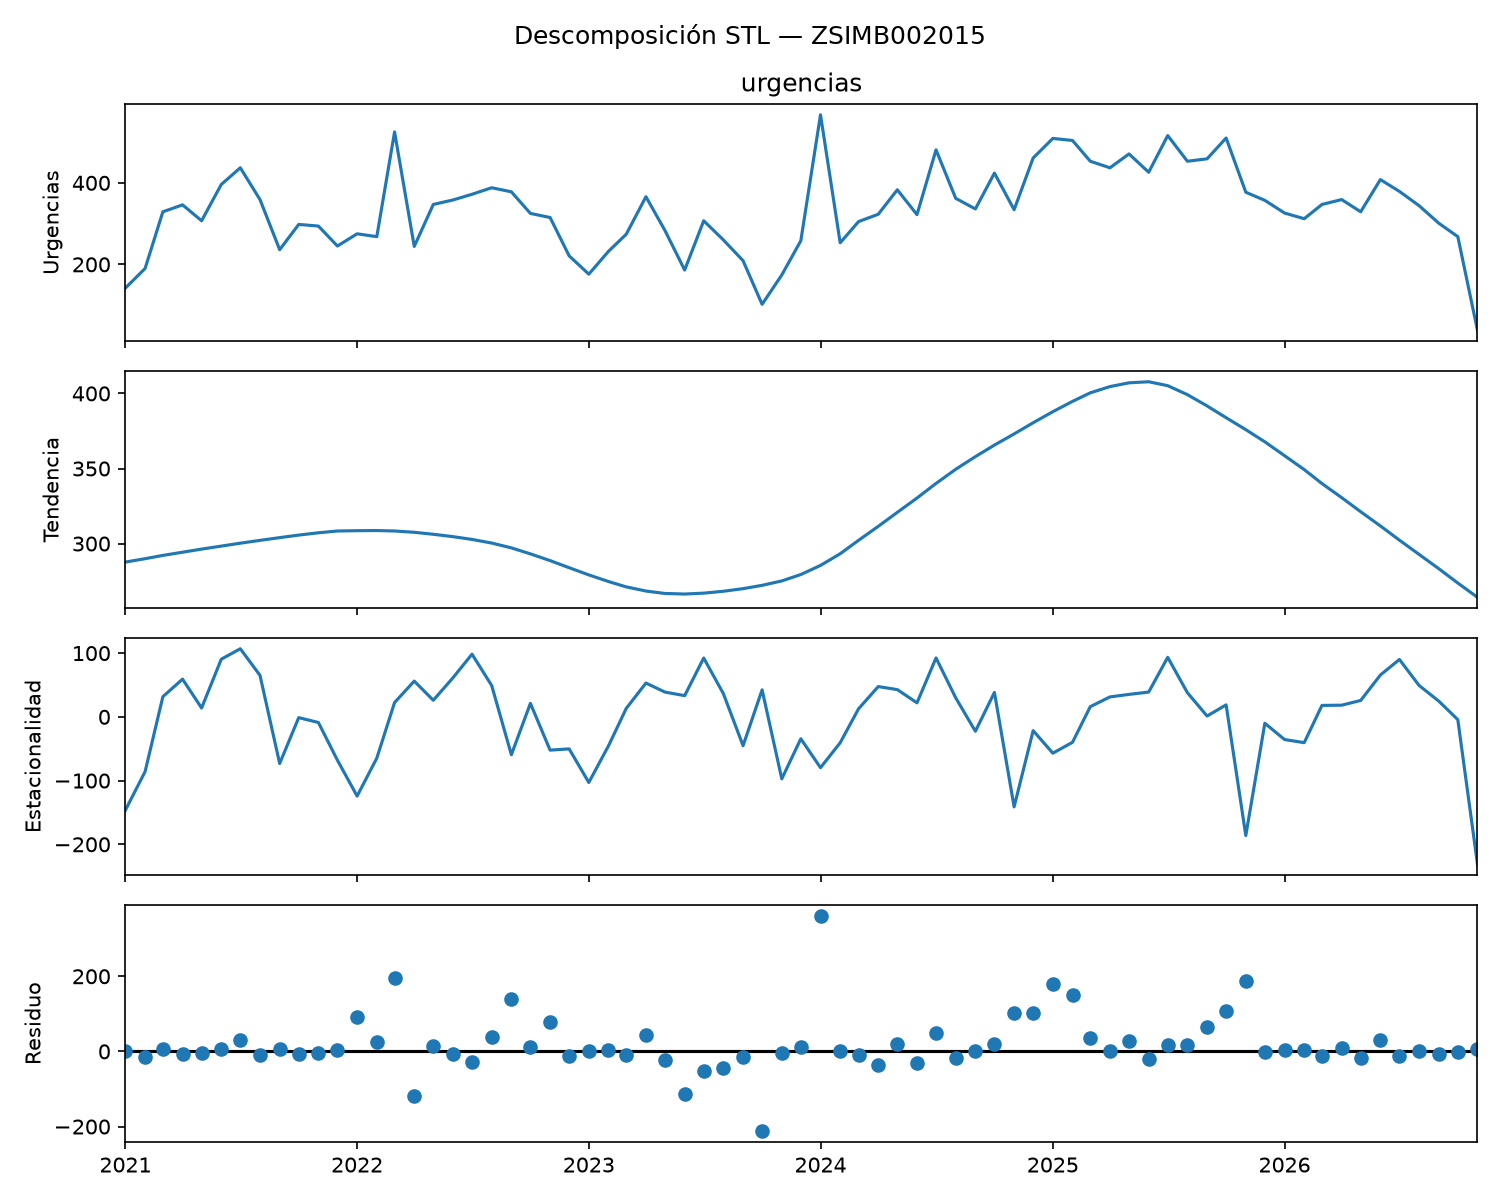 Descomposición STL — ZSIMB002015
urgencias
Urgencias
400
200
Tendencia
400
350
300
Estacionalidad
100
0
−100
−200
Residuo
200
0
−200
2021 2022 2023 2024 2025 2026